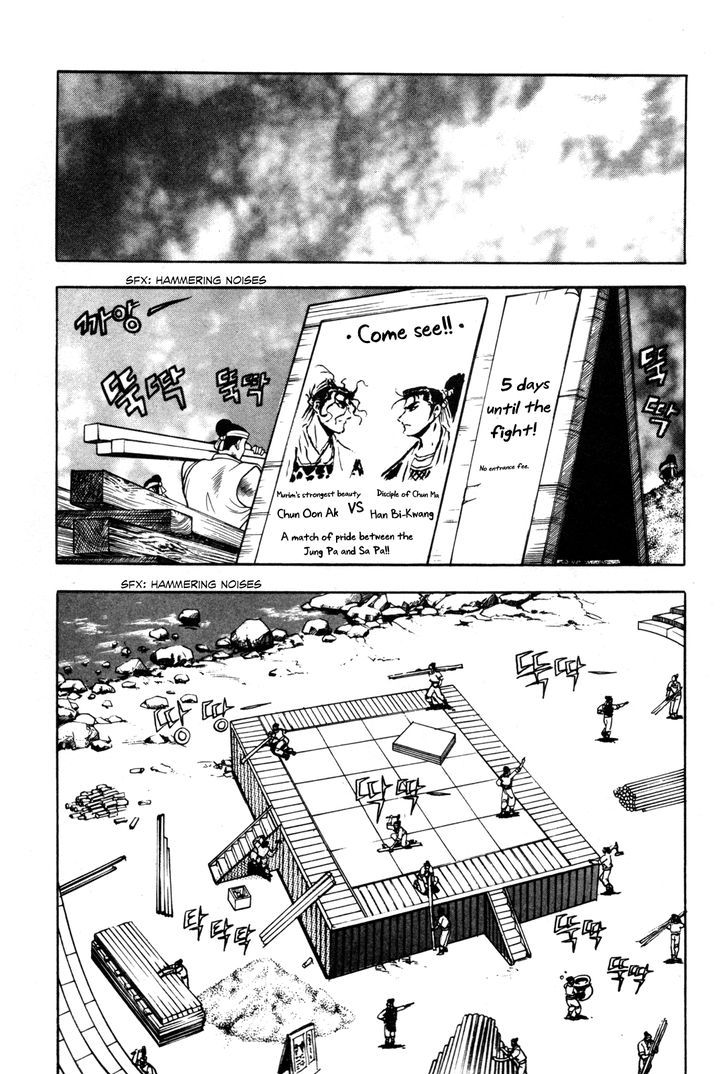 SFX: HAMMERING NOISES
까앙
뚝딱
뚝딱
뚝
딱
• Come see!! •
5 days
until the
fight!
No entrance fee.
Murim's strongest beauty
Disciple of Chun Ma
Chun Oon Ak VS Han Bi-Kwang
A match of pride between the
Jung Pa and Sa Pa!!
SFX: HAMMERING NOISES
뚝딱
땅땅
딱딱
탁탁탁
뚝딱
뚝딱